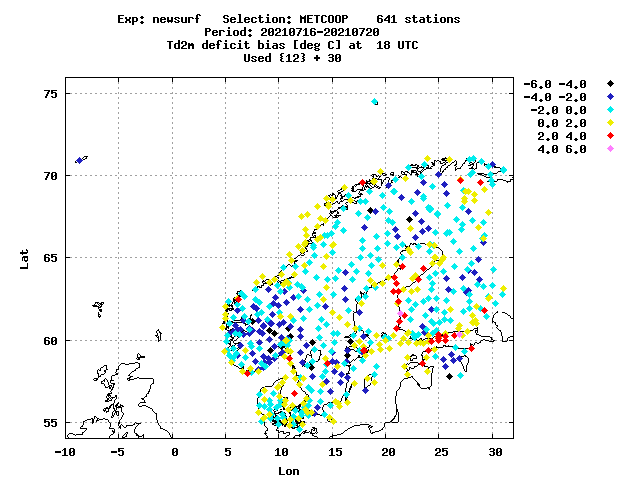 Exp: newsurf   Selection: METCOOP    641 stations
Period: 20210716-20210720
Td2m deficit bias [deg C] at  18 UTC
Used {12} + 30
-6.0 -4.0
-4.0 -2.0
-2.0 0.0
0.0 2.0
2.0 4.0
4.0 6.0
75
70
65
60
55
Lat
-10 -5 0 5 10 15 20 25 30
Lon